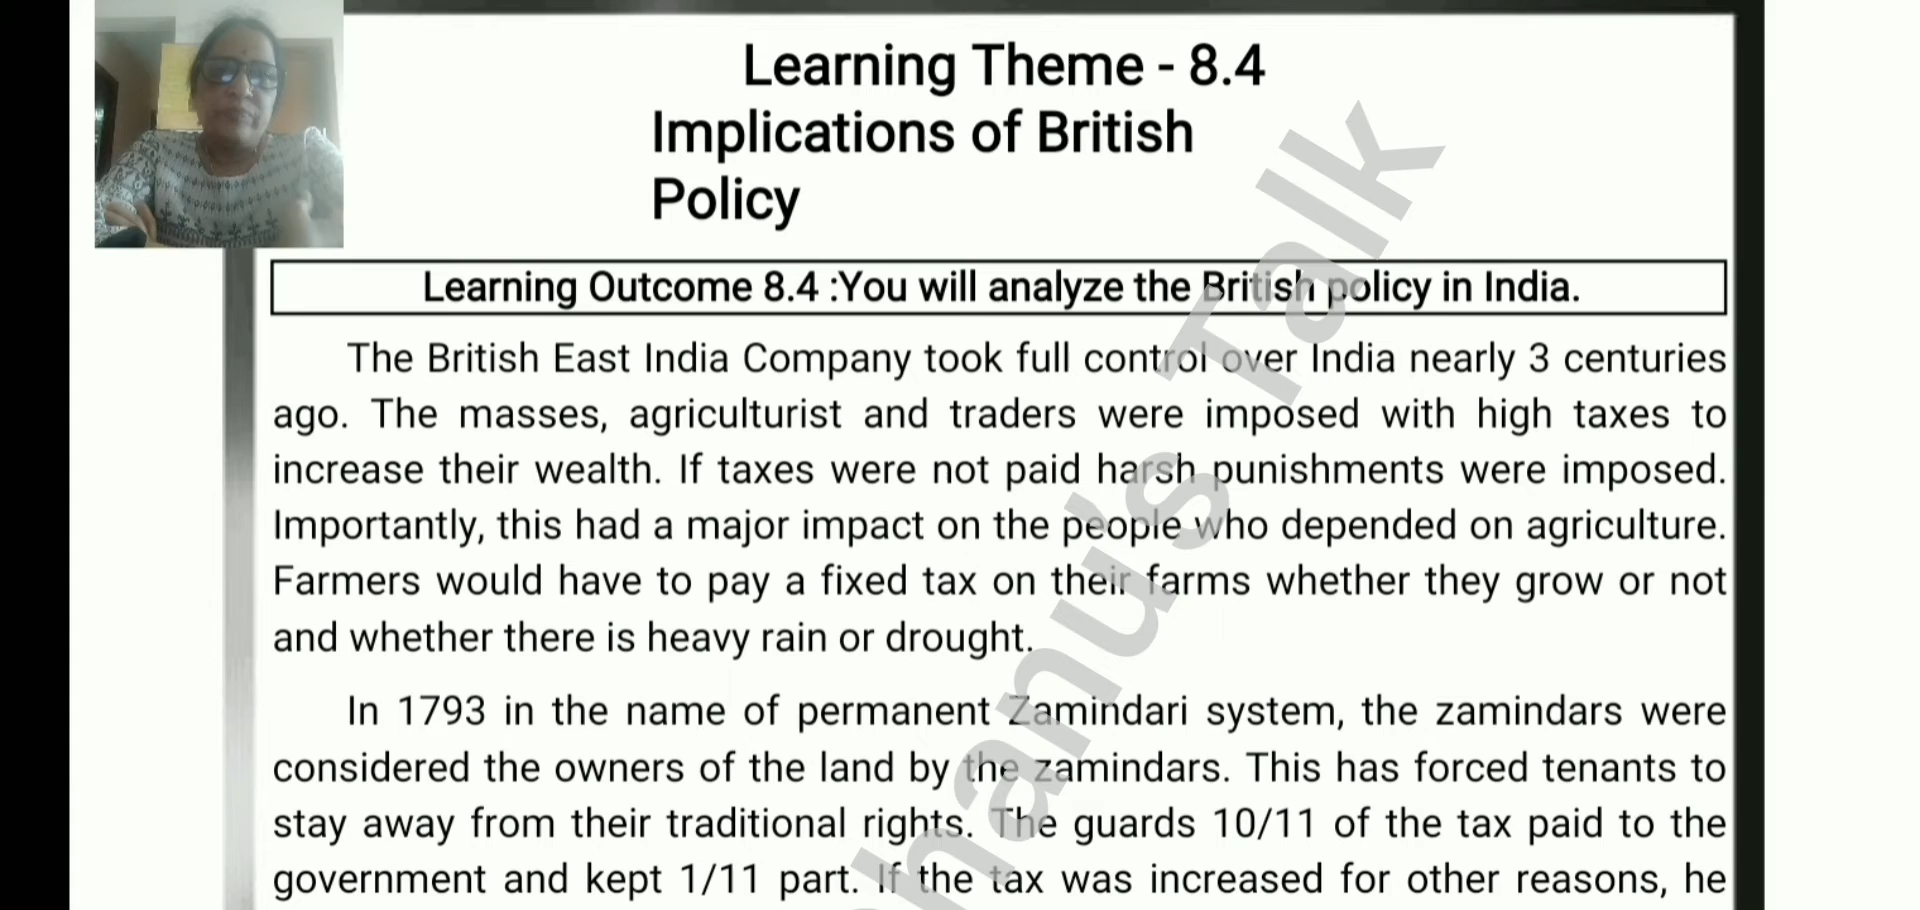 Learning Theme - 8.4
Implications of British
Policy
Learning Outcome 8.4 :You will analyze the British policy in India.
The British East India Company took full control over India nearly 3 centuries
ago. The masses, agriculturist and traders were imposed with high taxes to
increase their wealth. If taxes were not paid harsh punishments were imposed.
Importantly, this had a major impact on the people who depended on agriculture.
Farmers would have to pay a fixed tax on their farms whether they grow or not
and whether there is heavy rain or drought.
In 1793 in the name of permanent Zamindari system, the zamindars were
considered the owners of the land by the zamindars. This has forced tenants to
stay away from their traditional rights. The guards 10/11 of the tax paid to the
government and kept 1/11 part. If the tax was increased for other reasons, he
hanu's Talk